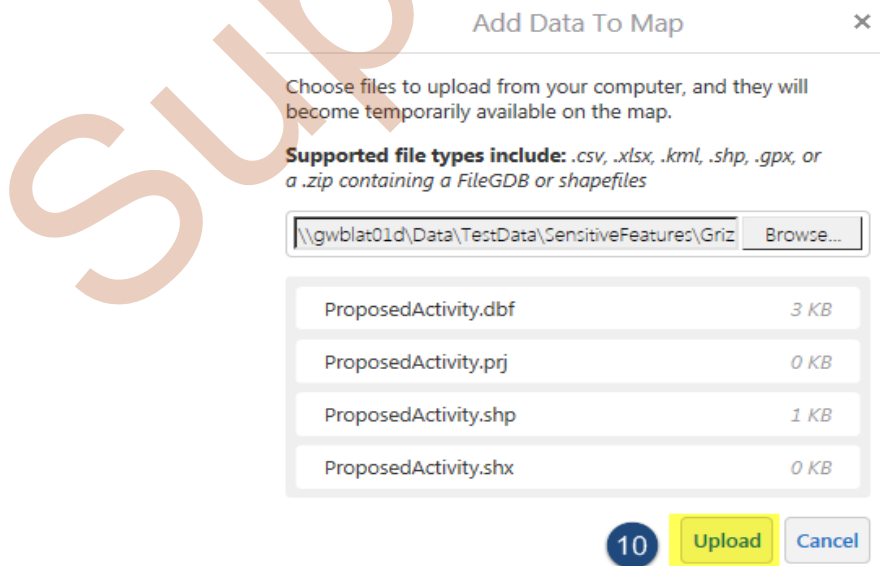 Add Data To Map ×
Choose files to upload from your computer, and they will
become temporarily available on the map.
Supported file types include: .csv, .xlsx, .kml, .shp, .gpx, or
a .zip containing a FileGDB or shapefiles
\\gwblat01d\Data\TestData\SensitiveFeatures\Griz Browse...
ProposedActivity.dbf 3 KB
ProposedActivity.prj 0 KB
ProposedActivity.shp 1 KB
ProposedActivity.shx 0 KB
10 Upload Cancel
Sup